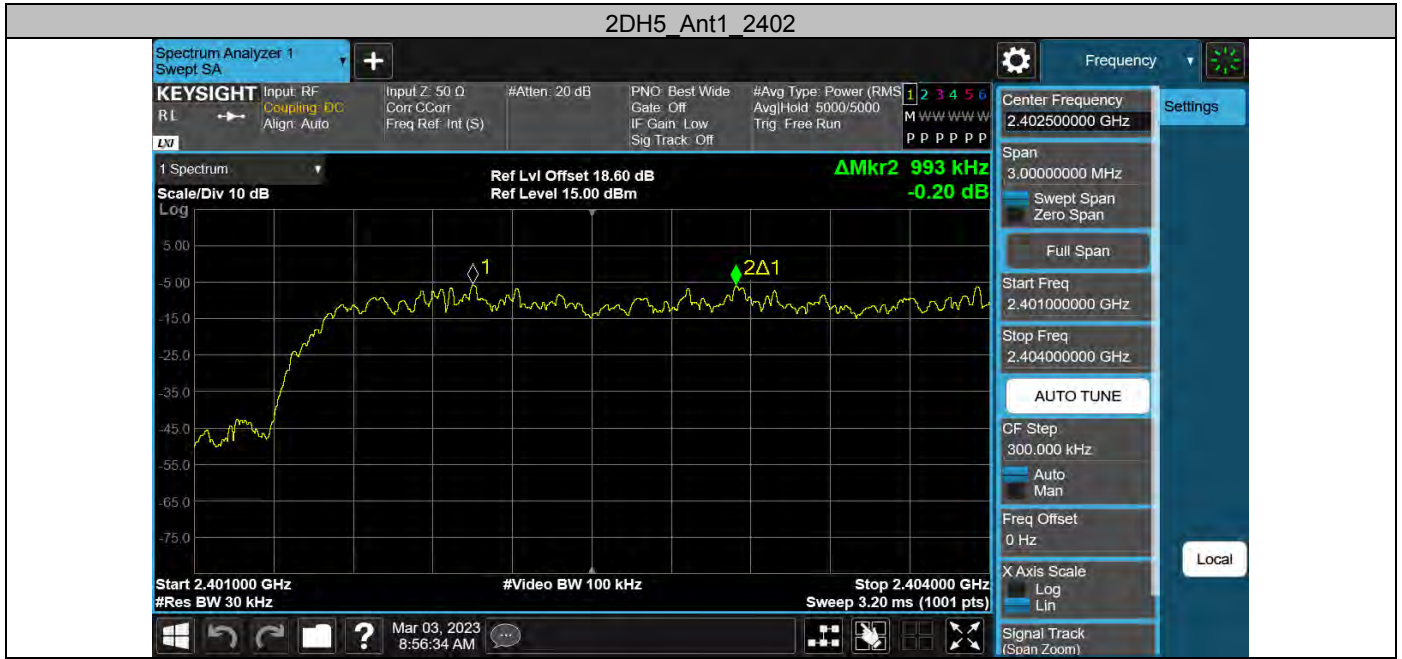 2DH5_Ant1_2402
Spectrum Analyzer 1
Swept SA
Frequency
KEYSIGHT
RL
LXI
Input: RF
Coupling: DC
Align: Auto
Input Z: 50 Ω
Corr CCorr
Freq Ref: Int (S)
#Atten: 20 dB
PNO: Best Wide
Gate: Off
IF Gain: Low
Sig Track: Off
#Avg Type: Power (RMS
Avg|Hold: 5000/5000
Trig: Free Run
1 2 3 4 5 6
M W W W W W
P P P P P P
1 Spectrum
Scale/Div 10 dB
Log
Ref Lvl Offset 18.60 dB
Ref Level 15.00 dBm
ΔMkr2 993 kHz
-0.20 dB
5.00
-5.00
-15.0
-25.0
-35.0
-45.0
-55.0
-65.0
-75.0
1
2Δ1
Start 2.401000 GHz
#Res BW 30 kHz
#Video BW 100 kHz
Stop 2.404000 GHz
Sweep 3.20 ms (1001 pts)
Center Frequency
2.402500000 GHz
Settings
Span
3.00000000 MHz
Swept Span
Zero Span
Full Span
Start Freq
2.401000000 GHz
Stop Freq
2.404000000 GHz
AUTO TUNE
CF Step
300.000 kHz
Auto
Man
Freq Offset
0 Hz
X Axis Scale
Log
Lin
Signal Track
(Span Zoom)
Local
?
Mar 03, 2023
8:56:34 AM